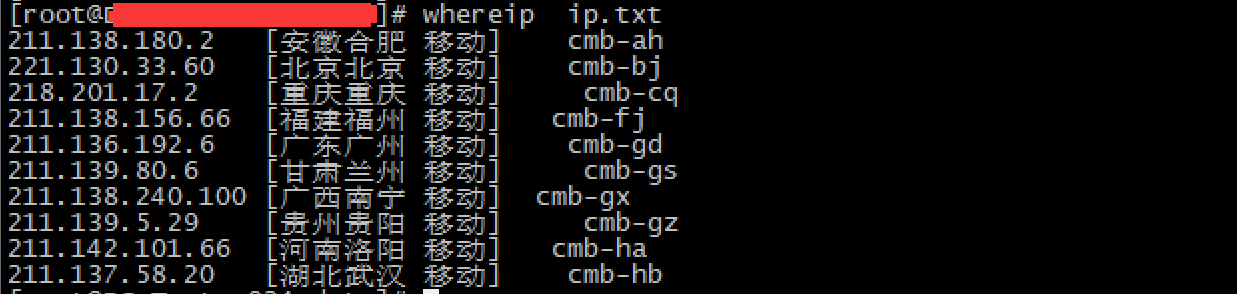 [root@ ]# whereip ip.txt
211.138.180.2 [安徽合肥 移动] cmb-ah
221.130.33.60 [北京北京 移动] cmb-bj
218.201.17.2 [重庆重庆 移动] cmb-cq
211.138.156.66 [福建福州 移动] cmb-fj
211.136.192.6 [广东广州 移动] cmb-gd
211.139.80.6 [甘肃兰州 移动] cmb-gs
211.138.240.100 [广西南宁 移动] cmb-gx
211.139.5.29 [贵州贵阳 移动] cmb-gz
211.142.101.66 [河南洛阳 移动] cmb-ha
211.137.58.20 [湖北武汉 移动] cmb-hb